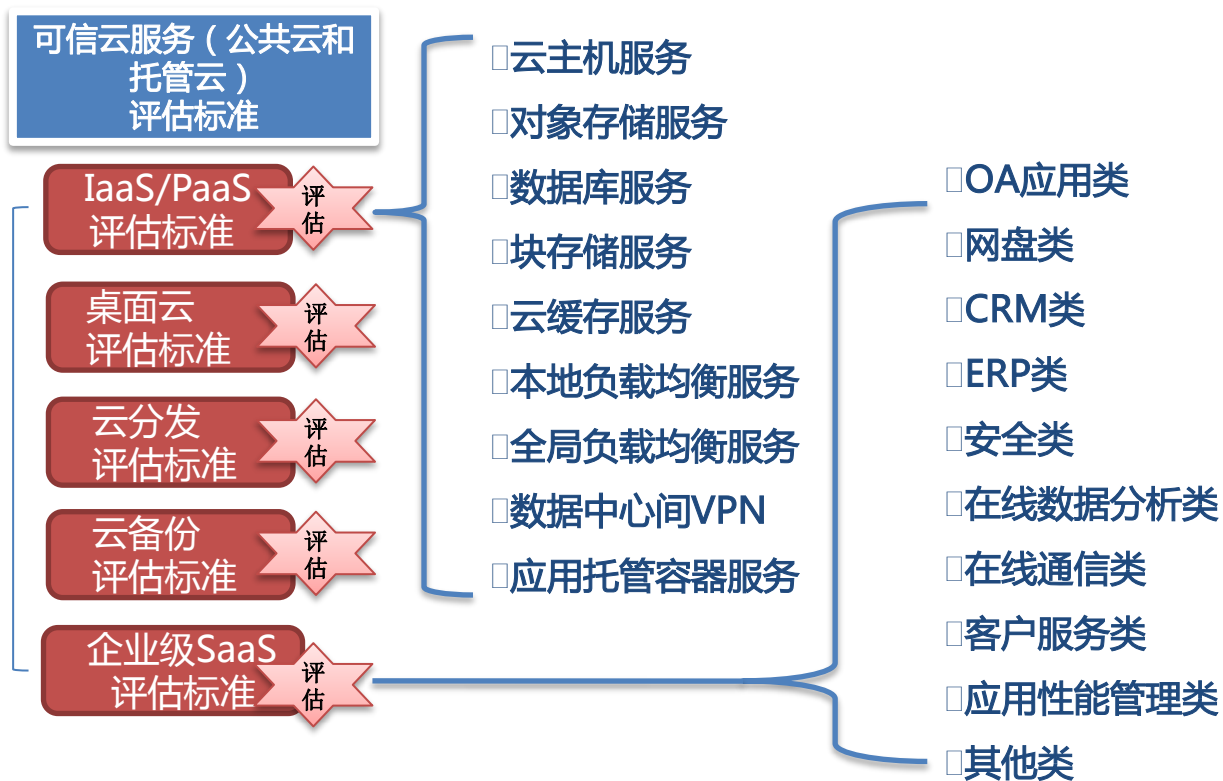 可信云服务（公共云和
托管云）
评估标准
IaaS/PaaS
评估标准
评
估
桌面云
评估标准
评
估
云分发
评估标准
评
估
云备份
评估标准
评
估
企业级SaaS
评估标准
评
估
云主机服务
对象存储服务
数据库服务
块存储服务
云缓存服务
本地负载均衡服务
全局负载均衡服务
数据中心间VPN
应用托管容器服务
OA应用类
网盘类
CRM类
ERP类
安全类
在线数据分析类
在线通信类
客户服务类
应用性能管理类
其他类